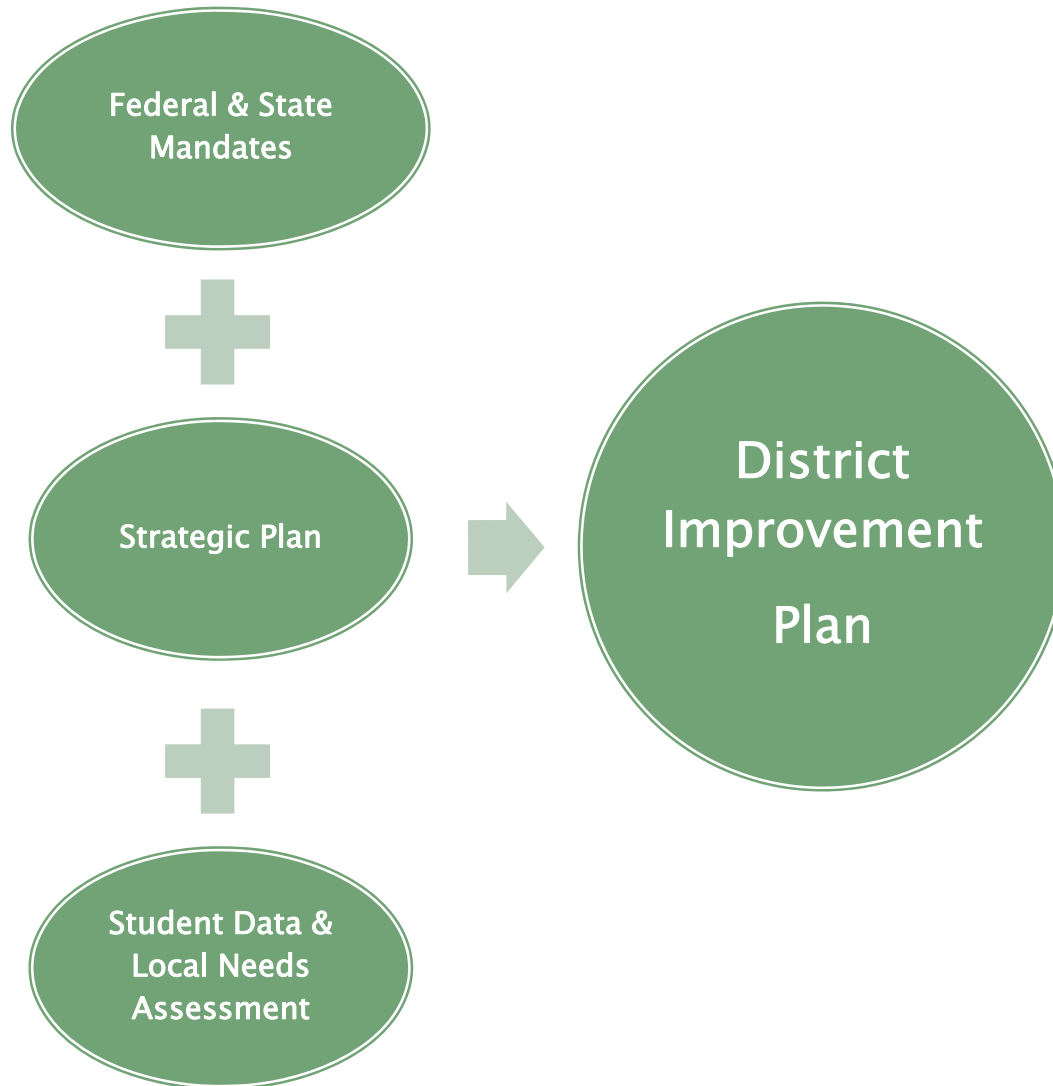 Federal & State
Mandates
Strategic Plan
Student Data &
Local Needs
Assessment
District
Improvement
Plan